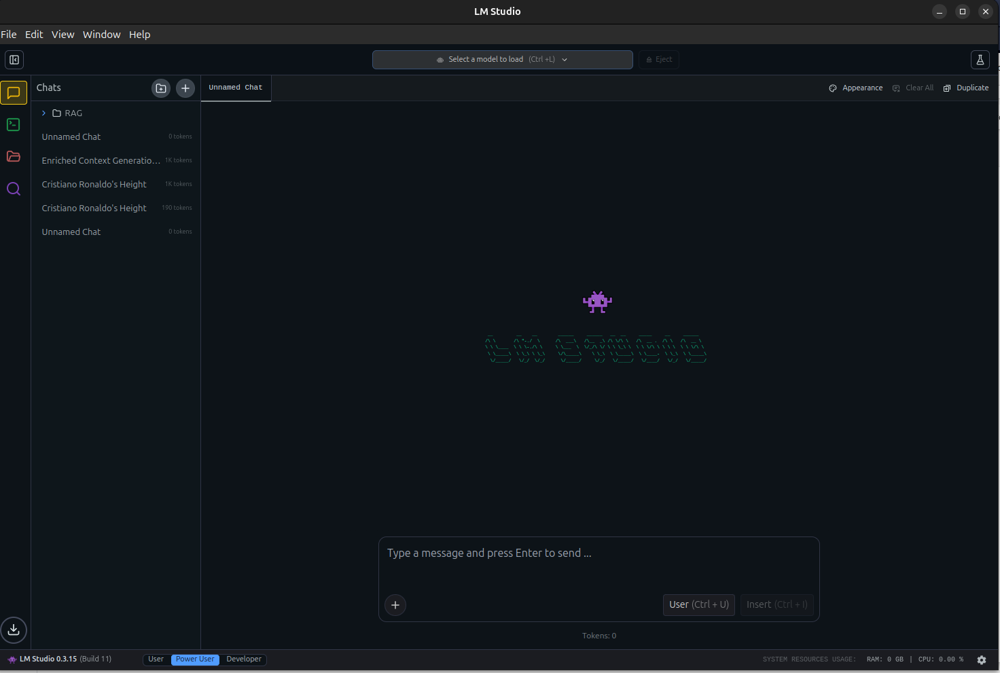 LM Studio
File Edit View Window Help
Select a model to load (Ctrl +L)
Eject
Chats
Unnamed Chat
Appearance
Clear All
Duplicate
RAG
Unnamed Chat 0 tokens
Enriched Context Generatio... 1K tokens
Cristiano Ronaldo's Height 1K tokens
Cristiano Ronaldo's Height 190 tokens
Unnamed Chat 0 tokens
LM STUDIO
Type a message and press Enter to send ...
User (Ctrl + U)
Insert (Ctrl + I)
Tokens: 0
LM Studio 0.3.15 (Build 11)
User Power User Developer
SYSTEM RESOURCES USAGE: RAM: 0 GB | CPU: 0.00 %